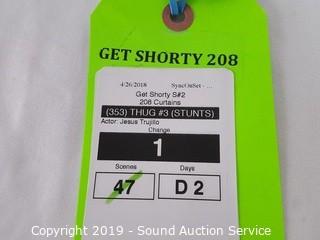 GET SHORTY 208
4/26/2018 SyncOnSet - ...
Get Shorty S#2
208 Curtains
(353) THUG #3 (STUNTS)
Actor: Jesus Trujillo
Change
1
Scenes Days
47 D 2
Copyright 2019 - Sound Auction Service